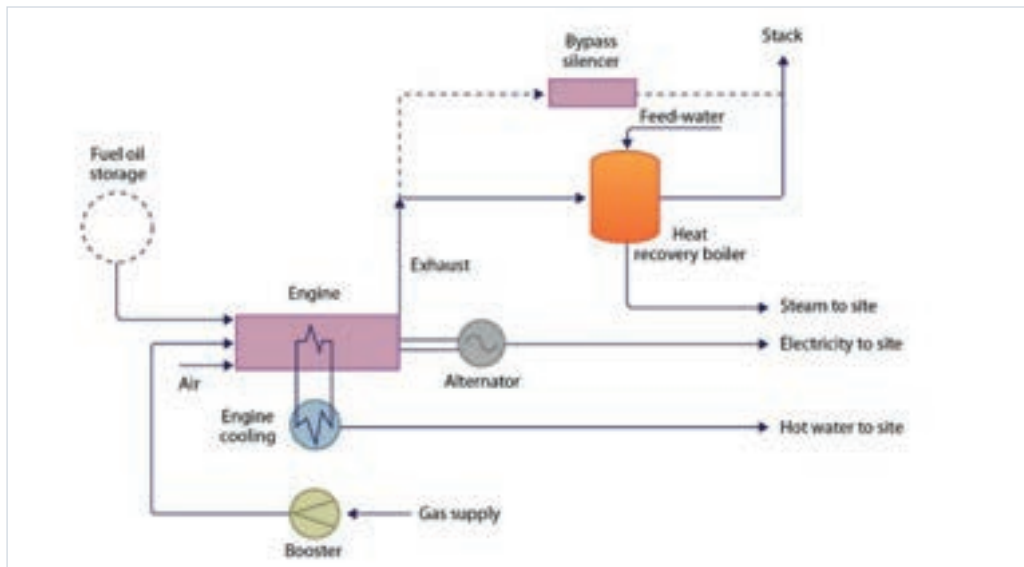 Bypass
silencer
Stack
Feed-water
Fuel oil
storage
Heat
recovery boiler
Exhaust
Engine
Steam to site
Electricity to site
Air
Alternator
Engine
cooling
Hot water to site
Gas supply
Booster